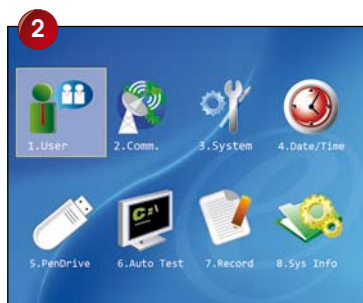 2
1.User 2.Comm. 3.System 4.Date/Time
C:\
5.PenDrive 6.Auto Test 7.Record 8.Sys Info